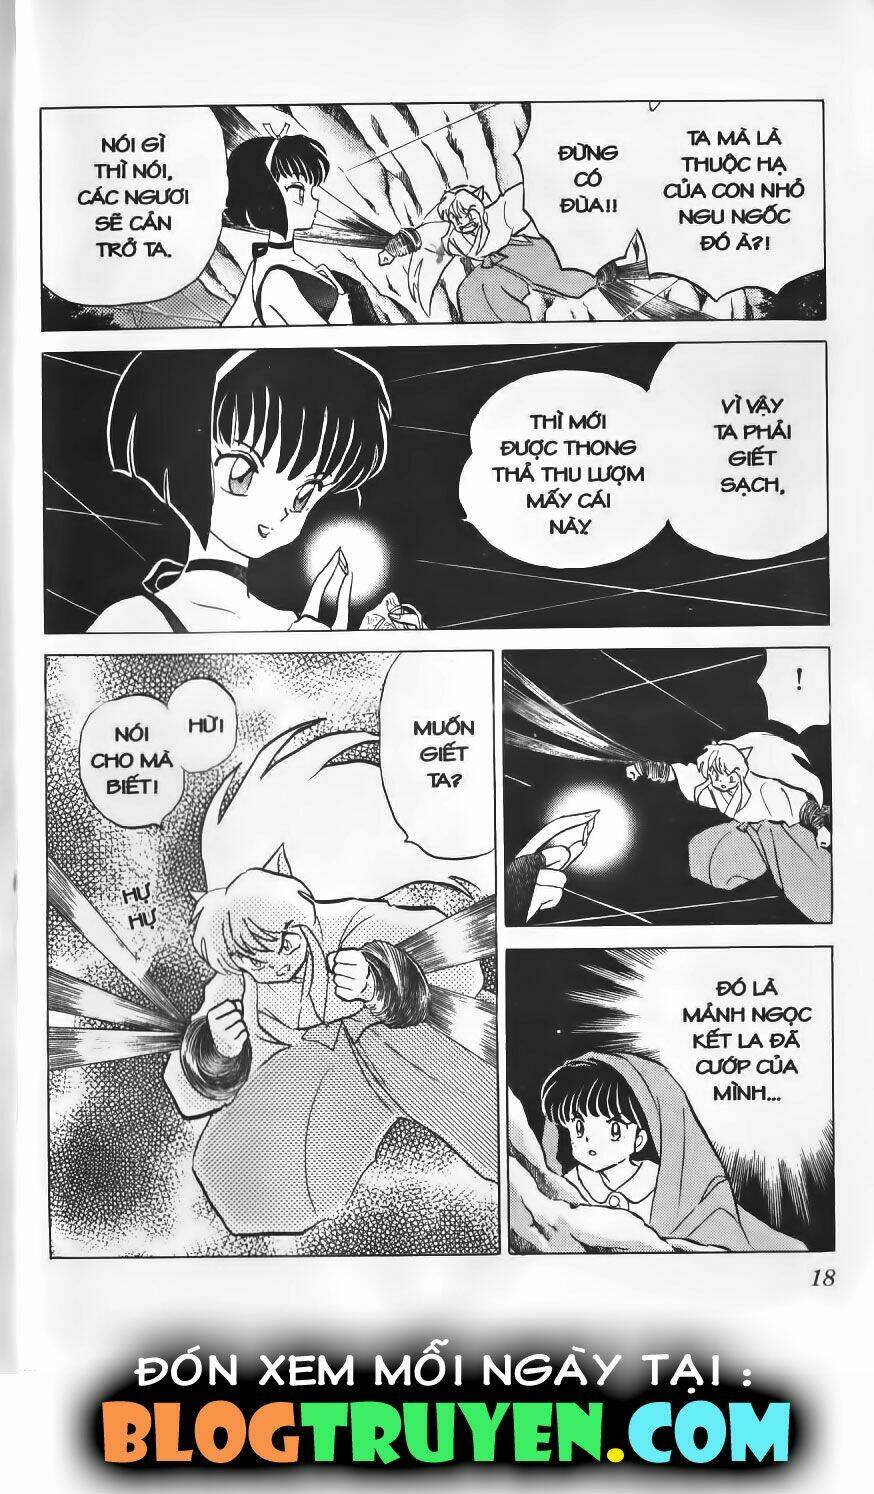 TA MÀ LÀ
THUỘC HẠ
CỦA CON NHỎ
NGU NGỐC
ĐÓ À?!
ĐỪNG
CÓ
ĐÙA!!
NÓI GÌ
THÌ NÓI,
CÁC NGƯƠI
SẼ CẢN
TRỞ TA.
VÌ VẬY
TA PHẢI
GIẾT
SẠCH,
THÌ MỚI
ĐƯỢC THONG
THẢ THU LƯỢM
MẤY CÁI
NÀY.
!
MUỐN
GIẾT
TA?
HỪ!
NÓI
CHO MÀ
BIẾT!
HỰ
HỰ
ĐÓ LÀ
MẢNH NGỌC
KẾT LA ĐÃ
CƯỚP CỦA
MÌNH...
18
ĐÓN XEM MỖI NGÀY TẠI :
BLOGTRUYEN.COM